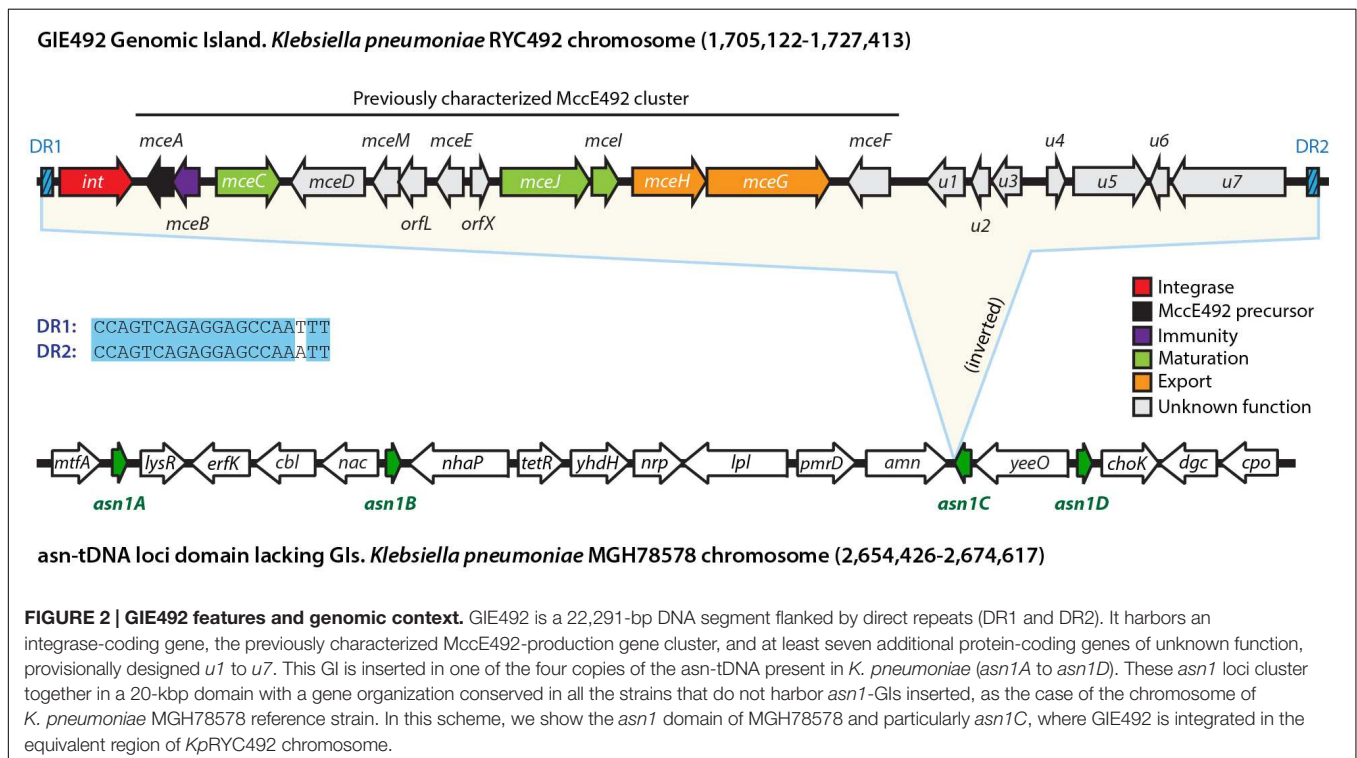 GIE492 Genomic Island. Klebsiella pneumoniae RYC492 chromosome (1,705,122-1,727,413)
Previously characterized MccE492 cluster
mceA mceM mceE mceI mceF u4 u6
DR1 DR2
int mceC mceD mceJ mceH mceG u1 u3 u5 u7
mceB orfL orfX u2
Integrase
MccE492 precursor
Immunity
Maturation
Export
Unknown function
(inverted)
DR1: CCAGTCAGAGGAGCCAATTT
DR2: CCAGTCAGAGGAGCCAAATT
mtfA lysR erfK cbl nac nhaP tetR yhdH nrp lpl pmrD amn yeeO choK dgc cpo
asn1A asn1B asn1C asn1D
asn-tDNA loci domain lacking GIs. Klebsiella pneumoniae MGH78578 chromosome (2,654,426-2,674,617)
FIGURE 2 | GIE492 features and genomic context. GIE492 is a 22,291-bp DNA segment flanked by direct repeats (DR1 and DR2). It harbors an
integrase-coding gene, the previously characterized MccE492-production gene cluster, and at least seven additional protein-coding genes of unknown function,
provisionally designed u1 to u7. This GI is inserted in one of the four copies of the asn-tDNA present in K. pneumoniae (asn1A to asn1D). These asn1 loci cluster
together in a 20-kbp domain with a gene organization conserved in all the strains that do not harbor asn1-GIs inserted, as the case of the chromosome of
K. pneumoniae MGH78578 reference strain. In this scheme, we show the asn1 domain of MGH78578 and particularly asn1C, where GIE492 is integrated in the
equivalent region of KpRYC492 chromosome.